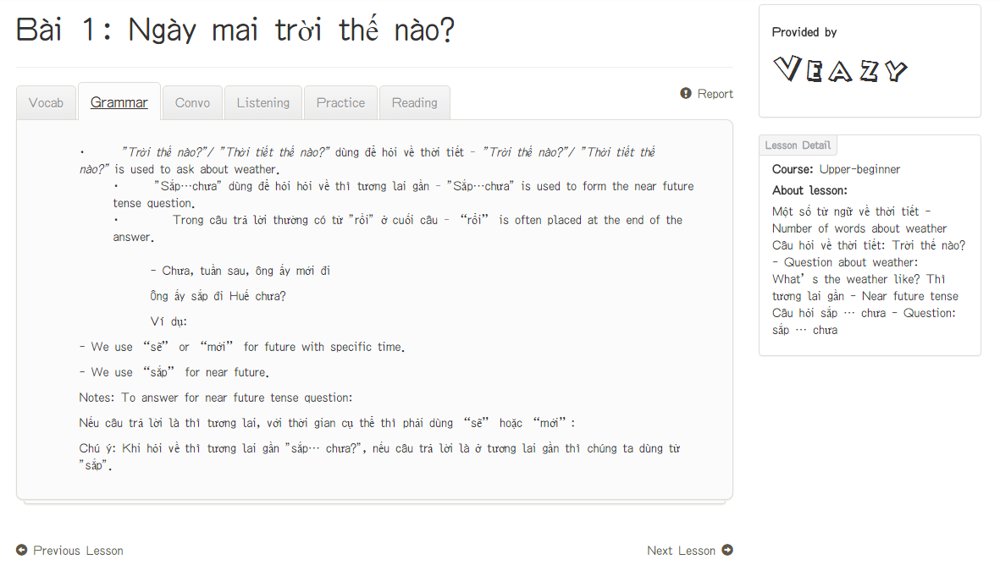 Bài 1: Ngày mai trời thế nào?
Vocab
Grammar
Convo
Listening
Practice
Reading
Report
• "Trời thế nào?"/ "Thời tiết thế nào?" dùng để hỏi về thời tiết - "Trời thế nào?"/ "Thời tiết thế
nào?" is used to ask about weather.
• "Sắp…chưa" dùng để hỏi hỏi về thì tương lai gần - "Sắp…chưa" is used to form the near future
tense question.
• Trong câu trả lời thường có từ "rồi" ở cuối câu - “rồi” is often placed at the end of the
answer.
- Chưa, tuần sau, ông ấy mới đi
Ông ấy sắp đi Huế chưa?
Ví dụ:
- We use “sẽ” or “mới” for future with specific time.
- We use “sắp” for near future.
Notes: To answer for near future tense question:
Nếu câu trả lời là thì tương lai, với thời gian cụ thể thì phải dùng “sẽ” hoặc “mới”:
Chú ý: Khi hỏi về thì tương lai gần "sắp… chưa?", nếu câu trả lời là ở tương lai gần thì chúng ta dùng từ
"sắp".
Previous Lesson
Next Lesson
Provided by
VEAZY
Lesson Detail
Course: Upper-beginner
About lesson:
Một số từ ngữ về thời tiết -
Number of words about weather
Câu hỏi về thời tiết: Trời thế nào?
- Question about weather:
What’s the weather like? Thì
tương lai gần - Near future tense
Câu hỏi sắp … chưa - Question:
sắp … chưa